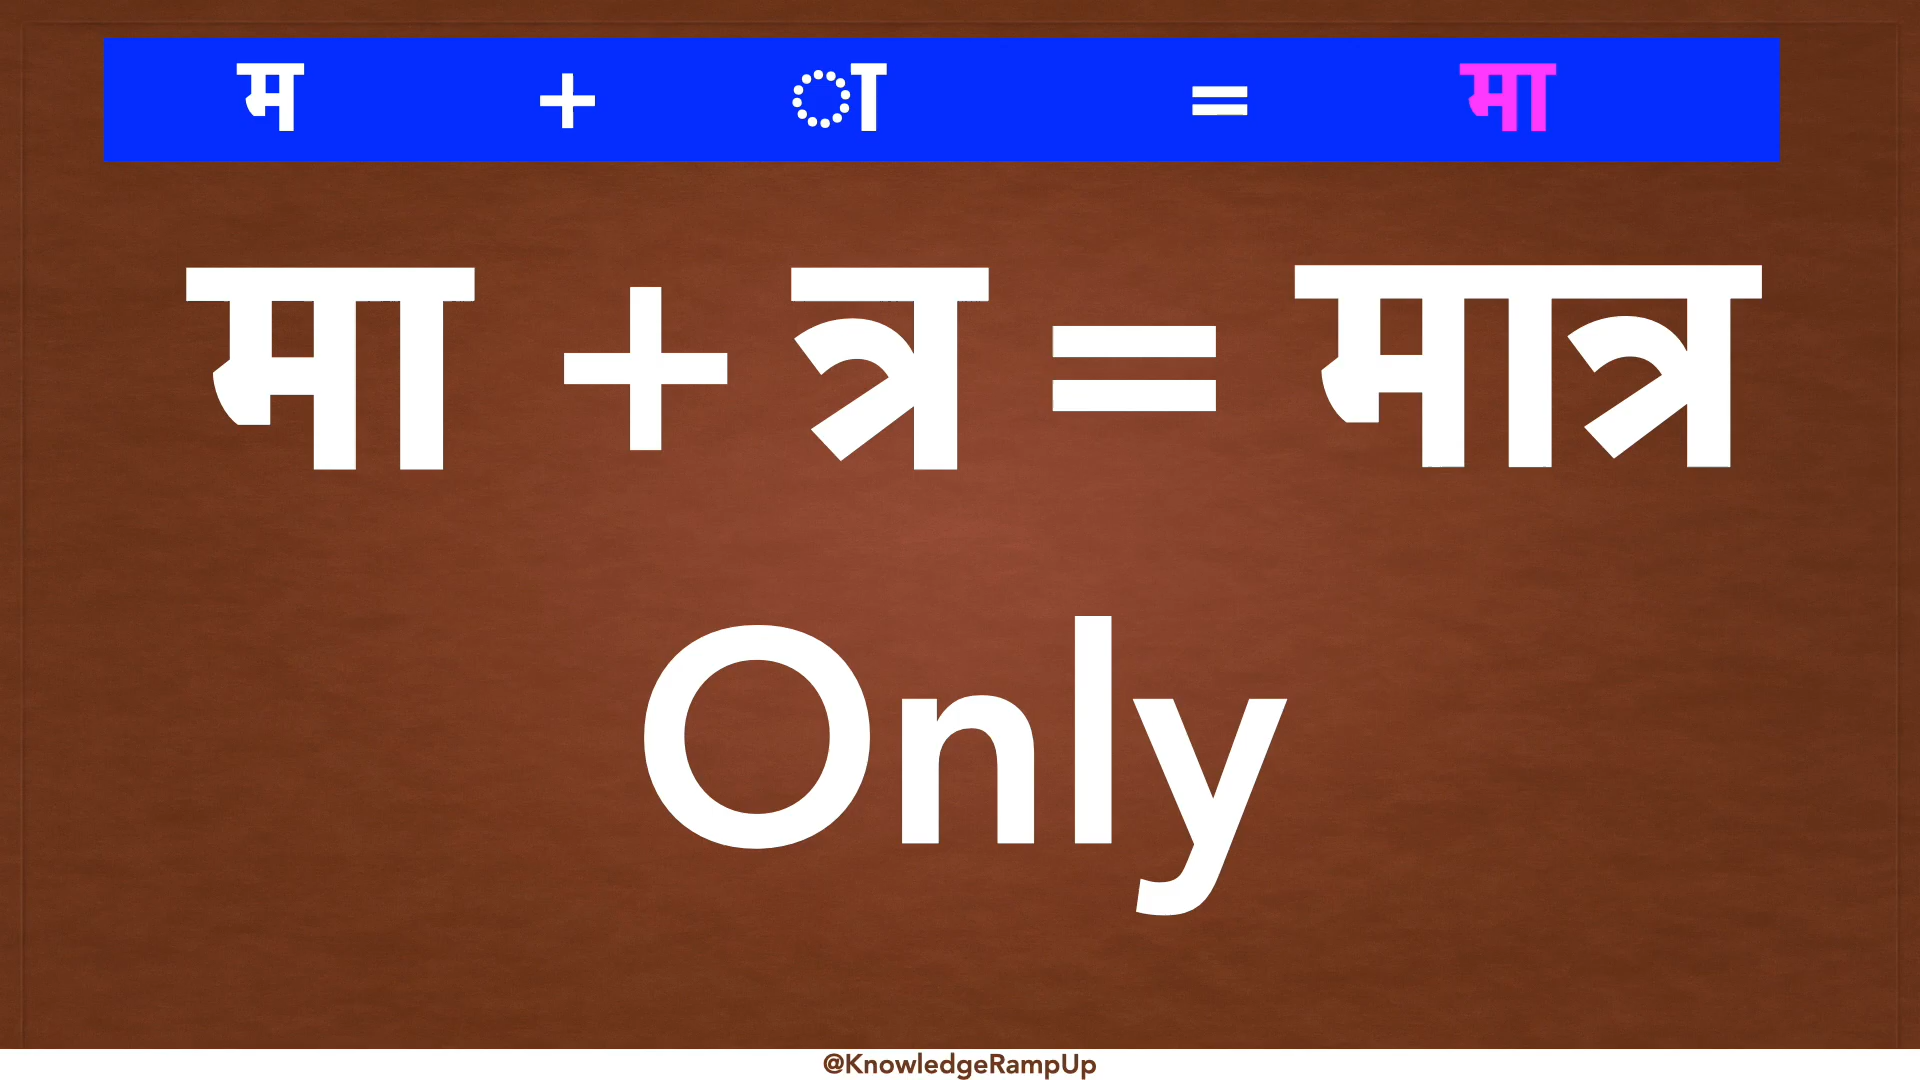 म + ा = मा
मा + त्र = मात्र
Only
@KnowledgeRampUp